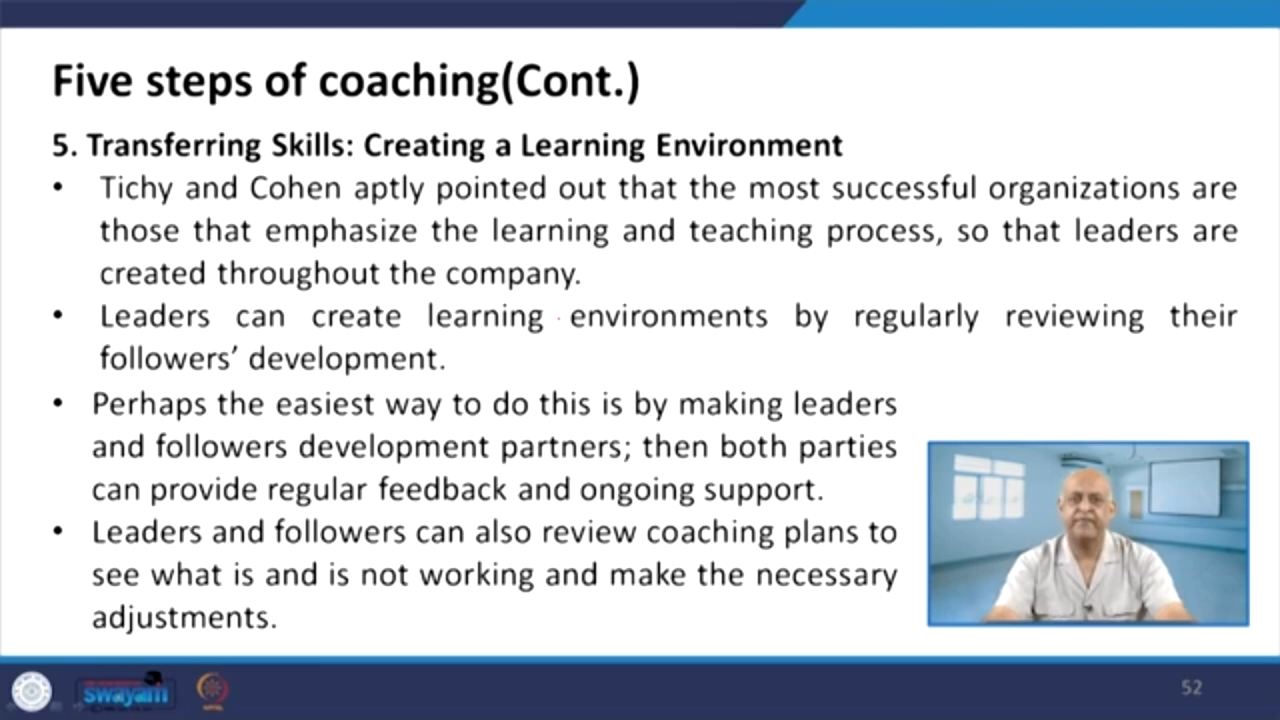 Five steps of coaching(Cont.)
5. Transferring Skills: Creating a Learning Environment
• Tichy and Cohen aptly pointed out that the most successful organizations are
those that emphasize the learning and teaching process, so that leaders are
created throughout the company.
• Leaders can create learning environments by regularly reviewing their
followers’ development.
• Perhaps the easiest way to do this is by making leaders
and followers development partners; then both parties
can provide regular feedback and ongoing support.
• Leaders and followers can also review coaching plans to
see what is and is not working and make the necessary
adjustments.
swayam
52